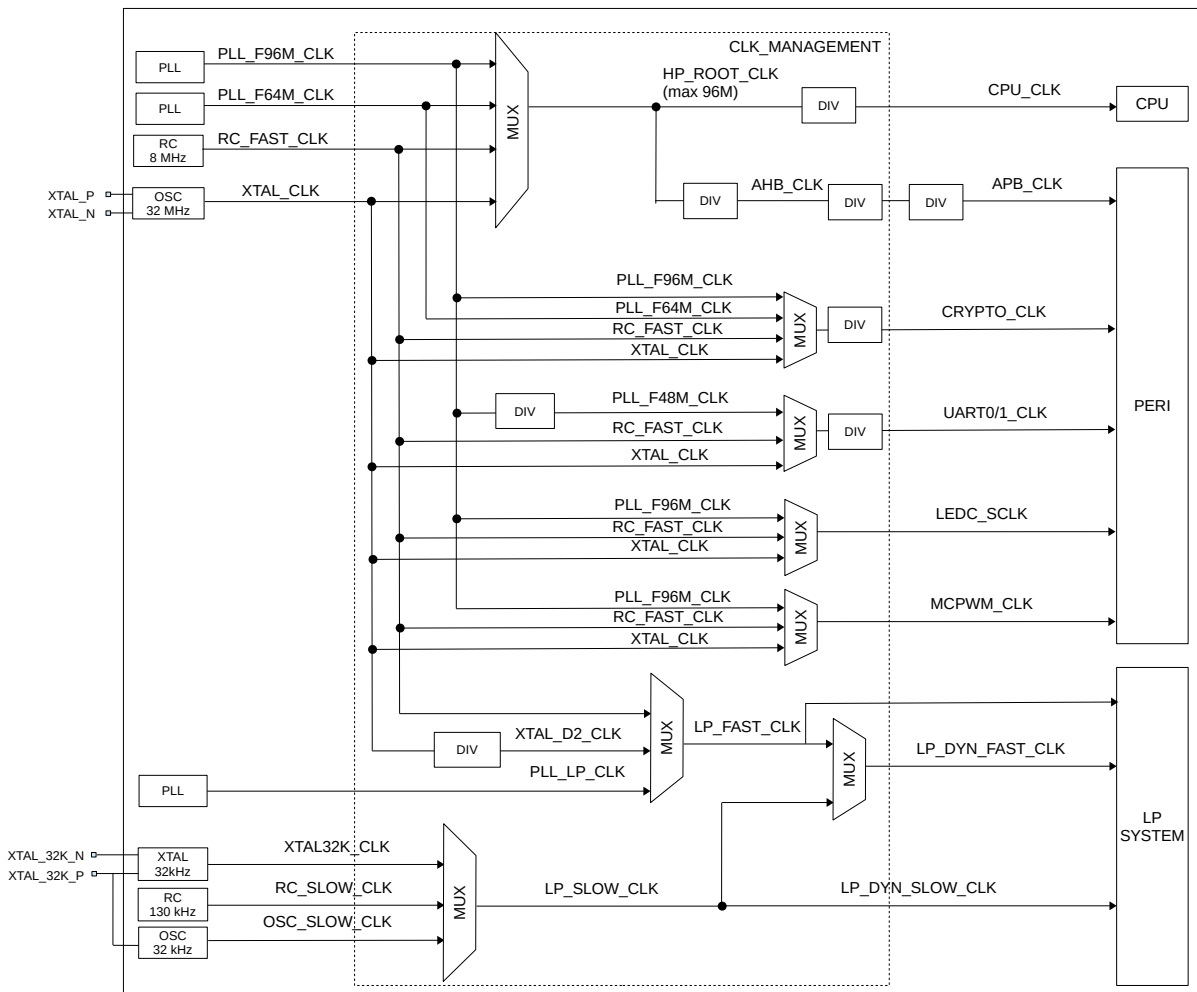 CLK_MANAGEMENT
PLL
PLL_F96M_CLK
PLL
PLL_F64M_CLK
RC
8 MHz
RC_FAST_CLK
XTAL_P
XTAL_N
OSC
32 MHz
XTAL_CLK
MUX
HP_ROOT_CLK
(max 96M)
DIV
CPU_CLK
CPU
DIV
AHB_CLK
DIV
DIV
APB_CLK
PLL_F96M_CLK
PLL_F64M_CLK
RC_FAST_CLK
XTAL_CLK
MUX
DIV
CRYPTO_CLK
DIV
PLL_F48M_CLK
RC_FAST_CLK
XTAL_CLK
MUX
DIV
UART0/1_CLK
PERI
PLL_F96M_CLK
RC_FAST_CLK
XTAL_CLK
MUX
LEDC_SCLK
PLL_F96M_CLK
RC_FAST_CLK
XTAL_CLK
MUX
MCPWM_CLK
DIV
XTAL_D2_CLK
PLL
PLL_LP_CLK
MUX
LP_FAST_CLK
MUX
LP_DYN_FAST_CLK
LP
SYSTEM
XTAL_32K_N
XTAL_32K_P
XTAL
32kHz
XTAL32K_CLK
RC
130 kHz
RC_SLOW_CLK
OSC
32 kHz
OSC_SLOW_CLK
MUX
LP_SLOW_CLK
LP_DYN_SLOW_CLK